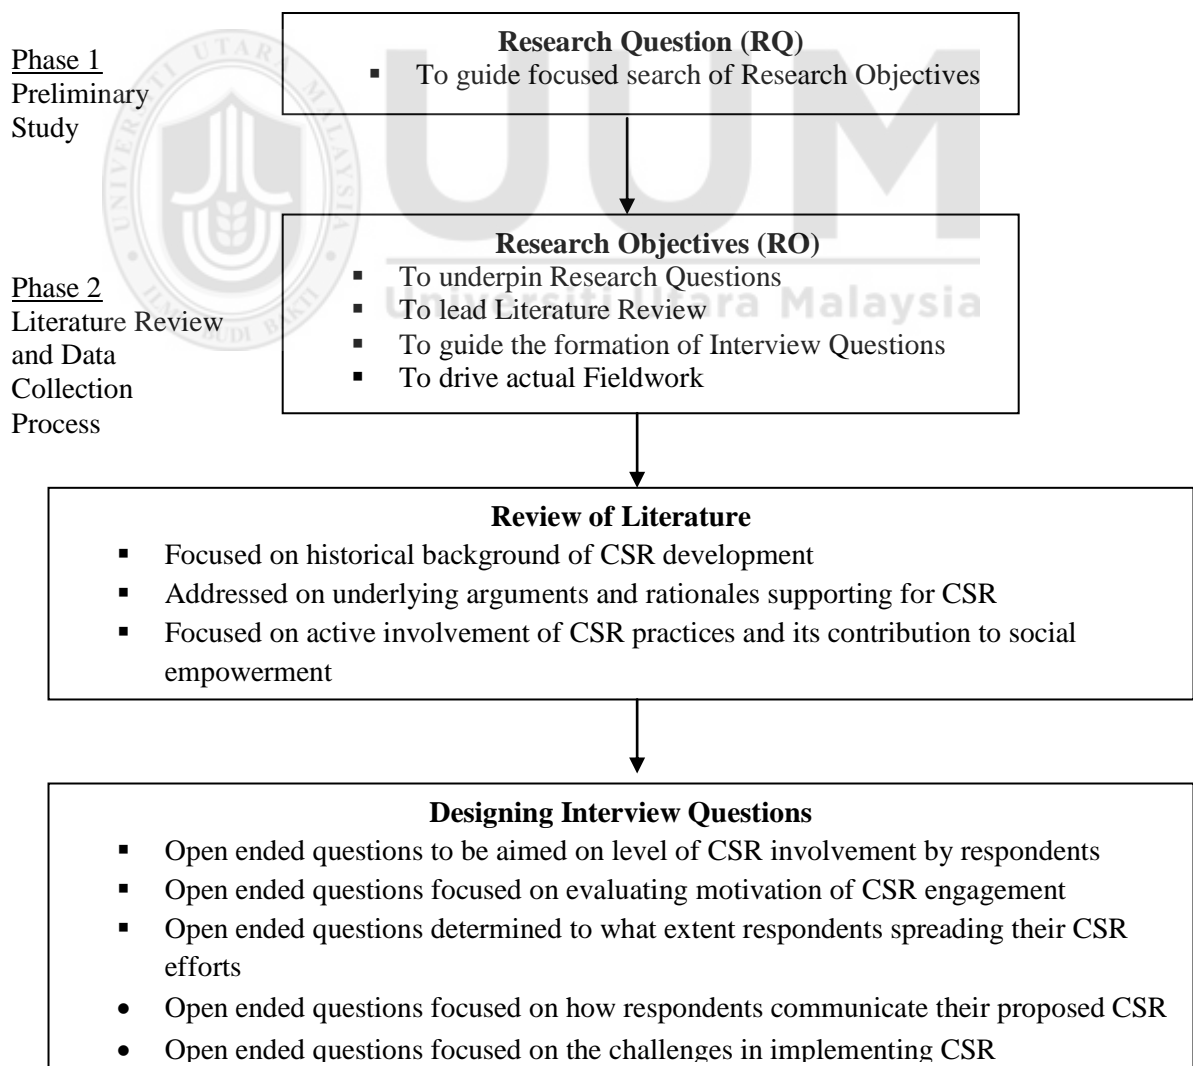 Phase 1
Preliminary
Study
Research Question (RQ)
▪ To guide focused search of Research Objectives
UNIVERSITI UTARA MALAYSIA
ILMU BUDI BAKTI
UUM
Universiti Utara Malaysia
Phase 2
Literature Review
and Data
Collection
Process
Research Objectives (RO)
▪ To underpin Research Questions
▪ To lead Literature Review
▪ To guide the formation of Interview Questions
▪ To drive actual Fieldwork
Review of Literature
▪ Focused on historical background of CSR development
▪ Addressed on underlying arguments and rationales supporting for CSR
▪ Focused on active involvement of CSR practices and its contribution to social
empowerment
Designing Interview Questions
▪ Open ended questions to be aimed on level of CSR involvement by respondents
▪ Open ended questions focused on evaluating motivation of CSR engagement
▪ Open ended questions determined to what extent respondents spreading their CSR
efforts
• Open ended questions focused on how respondents communicate their proposed CSR
• Open ended questions focused on the challenges in implementing CSR